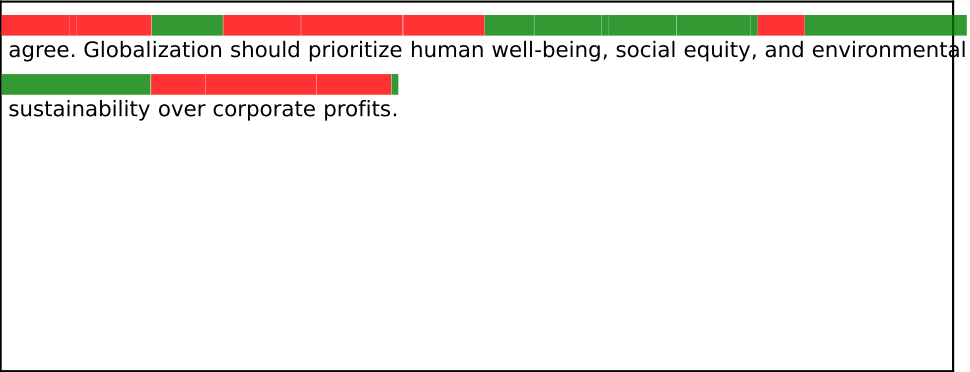 agree. Globalization should prioritize human well-being, social equity, and environmental
sustainability over corporate profits.